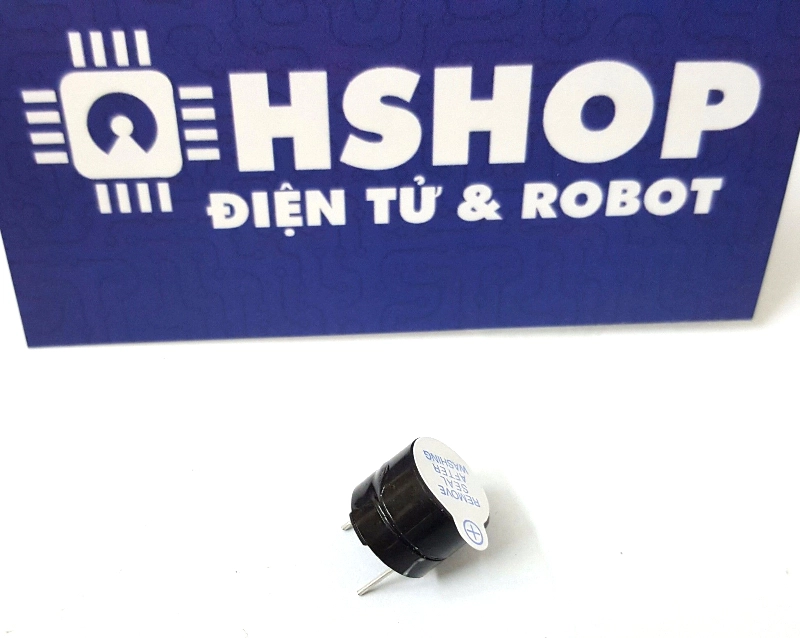 HSHOP
ĐIỆN TỬ & ROBOT
REMOVE
SEAL
AFTER
WASHING